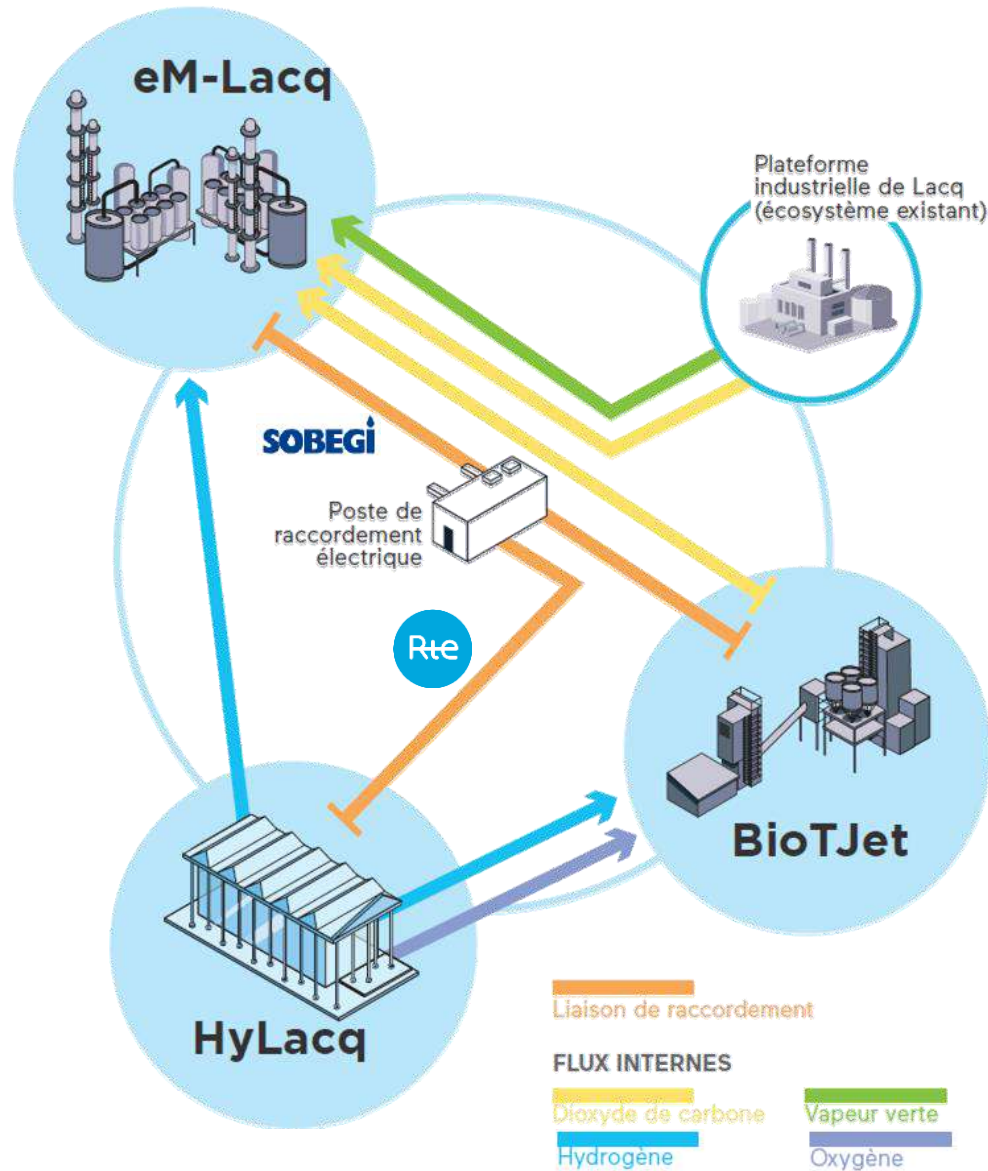 eM-Lacq
Plateforme
industrielle de Lacq
(écosystème existant)
SOBEGi
Poste de
raccordement
électrique
Rte
BioTJet
HyLacq
Liaison de raccordement
FLUX INTERNES
Dioxyde de carbone
Vapeur verte
Hydrogène
Oxygène